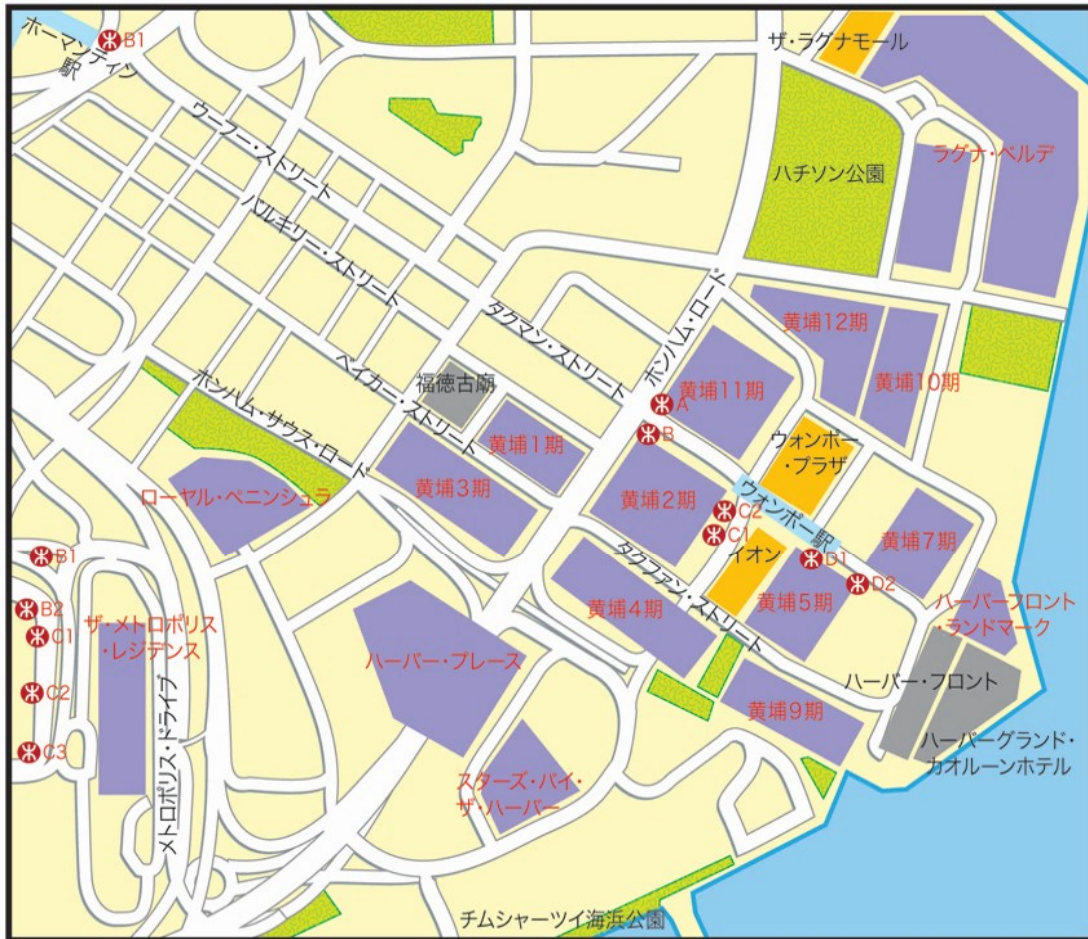 ホーマンティン
駅
B1
ザ・ラグナモール
ウーフー・ストリート
ラグナ・ベルデ
ハチソン公園
バルキリー・ストリート
ホンハム・ロード
タクマン・ストリート
黄埔12期
黄埔10期
ベイカー・ストリート
福徳古廟
黄埔11期
A
B
ホンハム・サウス・ロード
黄埔1期
ウォンポー
・プラザ
黄埔3期
ローヤル・ペニンシュラ
黄埔2期
C2
C1
ウォンポー駅
イオン
D1
D2
黄埔7期
タクファン・ストリート
黄埔5期
黄埔4期
ハーバーフロント
・ランドマーク
B1
B2
C1
C2
C3
ザ・メトロポリス
・レジデンス
メトロポリス・ドライブ
ハーバー・プレース
ハーバー・フロント
黄埔9期
ハーバーグランド・
カオルーンホテル
スターズ・バイ・
ザ・ハーバー
チムシャーツイ海浜公園